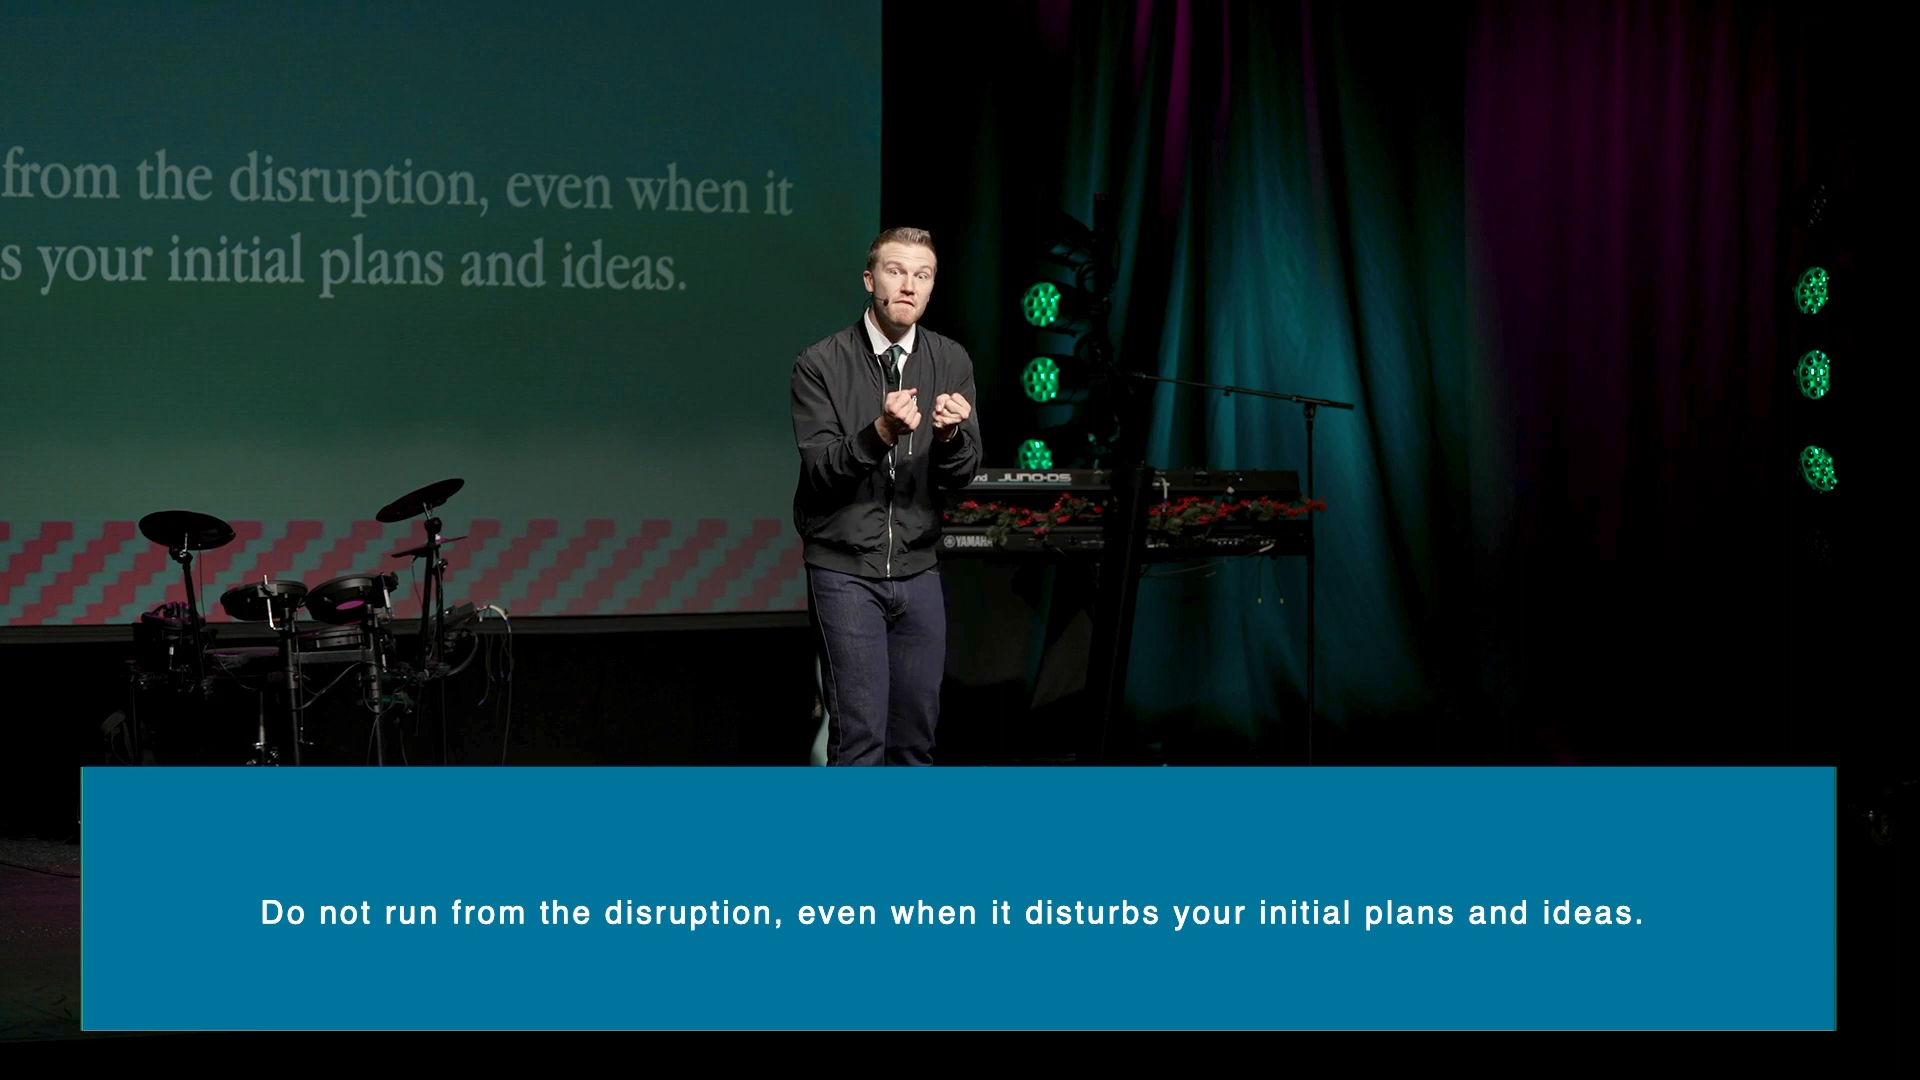 from the disruption, even when it
s your initial plans and ideas.
JUNO-DS
YAMAHA
Do not run from the disruption, even when it disturbs your initial plans and ideas.